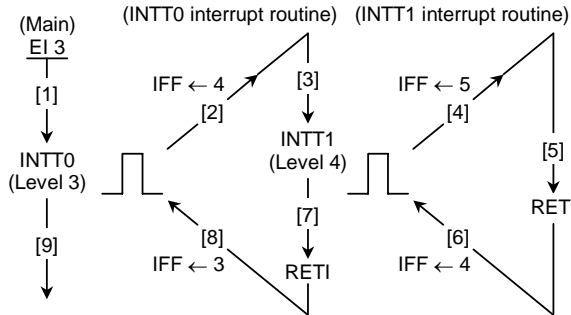 (Main)
EI 3
[1]
INTT0
(Level 3)
[9]
(INTT0 interrupt routine)
IFF ← 4
[2]
[3]
INTT1
(Level 4)
[7]
[8]
IFF ← 3
RETI
(INTT1 interrupt routine)
IFF ← 5
[4]
[5]
RET
[6]
IFF ← 4